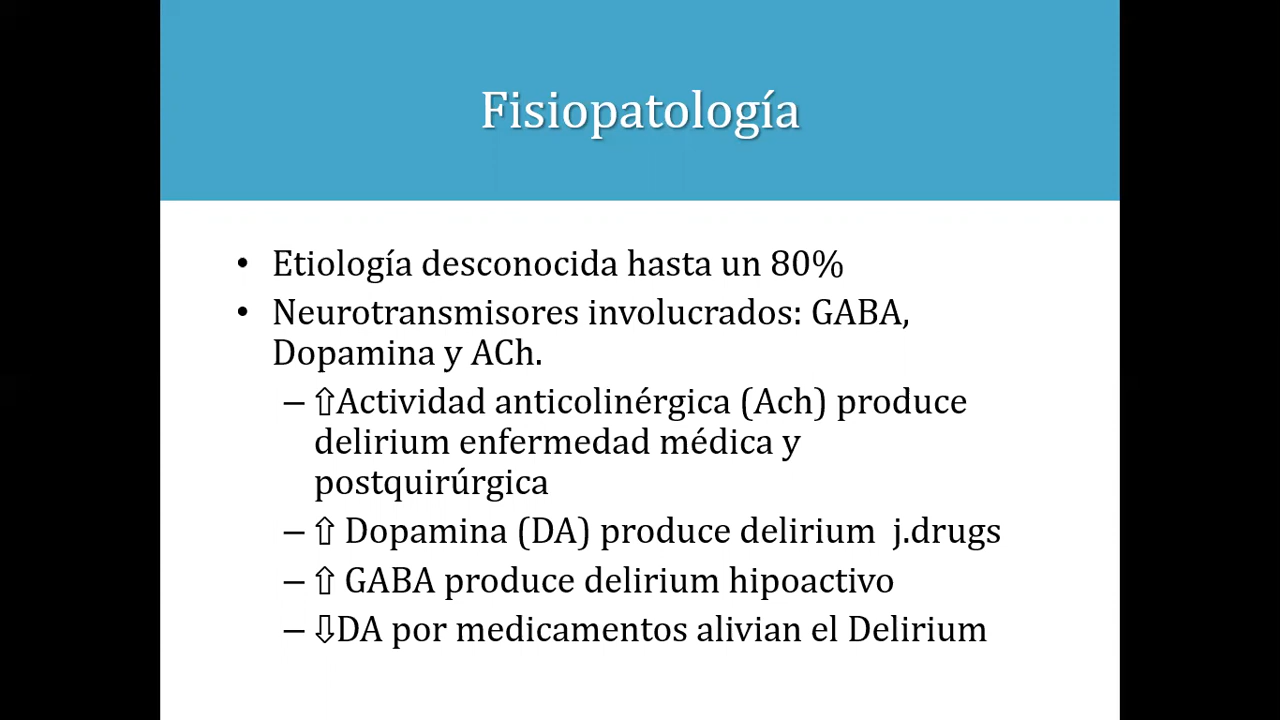 Fisiopatología
• Etiología desconocida hasta un 80%
• Neurotransmisores involucrados: GABA,
Dopamina y ACh.
– ⇧Actividad anticolinérgica (Ach) produce
delirium enfermedad médica y
postquirúrgica
– ⇧ Dopamina (DA) produce delirium j.drugs
– ⇧ GABA produce delirium hipoactivo
– ⇩DA por medicamentos alivian el Delirium